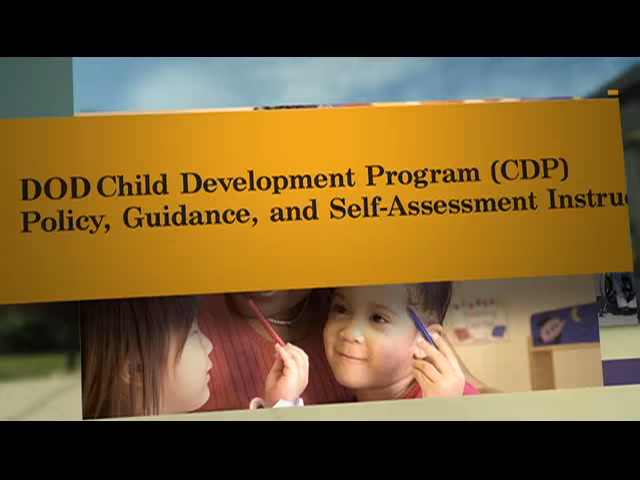 DOD Child Development Program (CDP)
Policy, Guidance, and Self-Assessment